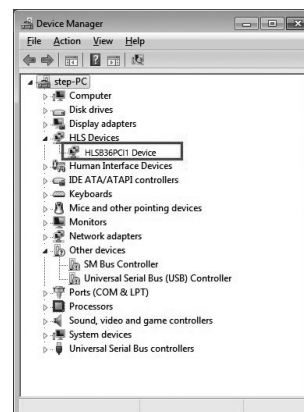 Device Manager
File Action View Help
step-PC
Computer
Disk drives
Display adapters
HLS Devices
HLSB36PCI1 Device
Human Interface Devices
IDE ATA/ATAPI controllers
Keyboards
Mice and other pointing devices
Monitors
Network adapters
Other devices
SM Bus Controller
Universal Serial Bus (USB) Controller
Ports (COM & LPT)
Processors
Sound, video and game controllers
System devices
Universal Serial Bus controllers